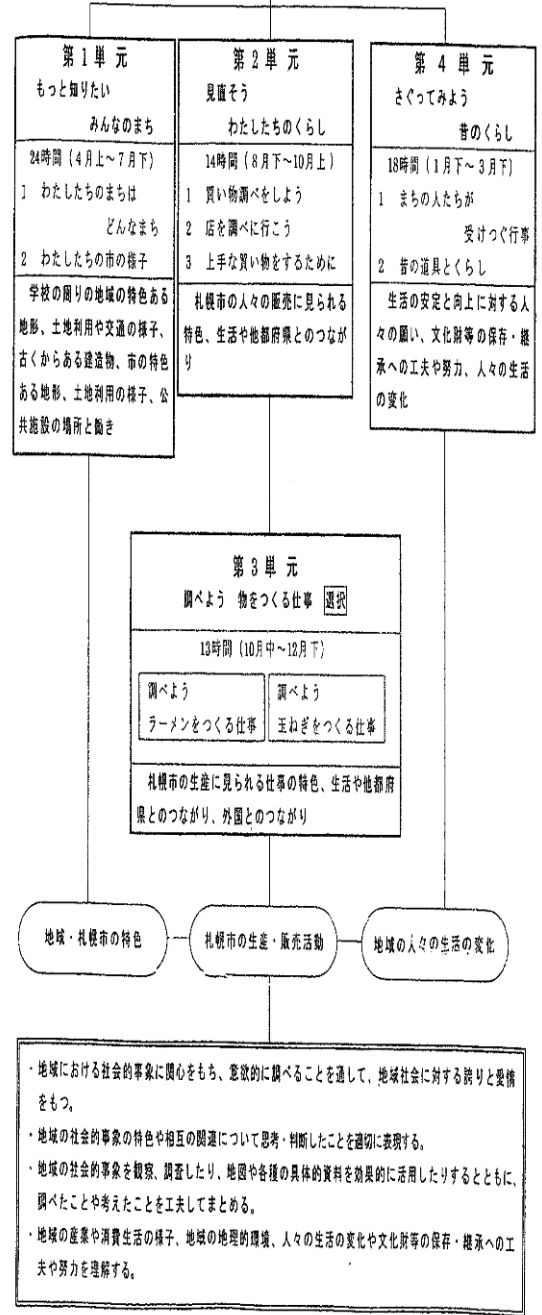 第1単元
もっと知りたい
みんなのまち
24時間(4月上～7月下)
1 わたしたちのまちは
どんなまち
2 わたしたちの市の様子
学校の周りの地域の特色ある
地形、土地利用や交通の様子、
古くからある建造物、市の特色
ある地形、土地利用の様子、公
共施設の場所と働き
第2単元
見直そう
わたしたちのくらし
14時間(8月下～10月上)
1 買い物調べをしよう
2 店を調べに行こう
3 上手な買い物をするために
札幌市の人々の販売に見られる
特色、生活や他都府県とのつなが
り
第4単元
さぐってみよう
昔のくらし
18時間(1月下～3月下)
1 まちの人たちが
受けつぐ行事
2 昔の道具とくらし
生活の安定と向上に対する人
々の願い、文化財等の保存・継
承への工夫や努力、人々の生活
の変化
第3単元
調べよう 物をつくる仕事 選択
13時間(10月中～12月下)
調べよう
ラーメンをつくる仕事
調べよう
玉ねぎをつくる仕事
札幌市の生産に見られる仕事の特色、生活や他都府
県とのつながり、外国とのつながり
地域・札幌市の特色
札幌市の生産・販売活動
地域の人々の生活の変化
・地域における社会的事象に関心をもち、意欲的に調べることを通して、地域社会に対する誇りと愛情
をもつ。
・地域の社会的事象の特色や相互の関連について思考・判断したことを適切に表現する。
・地域の社会的事象を観察、調査したり、地図や各種の具体的資料を効果的に活用したりするとともに、
調べたことや考えたことを工夫してまとめる。
・地域の産業や消費生活の様子、地域の地理的環境、人々の生活の変化や文化財等の保存・継承への工
夫や努力を理解する。